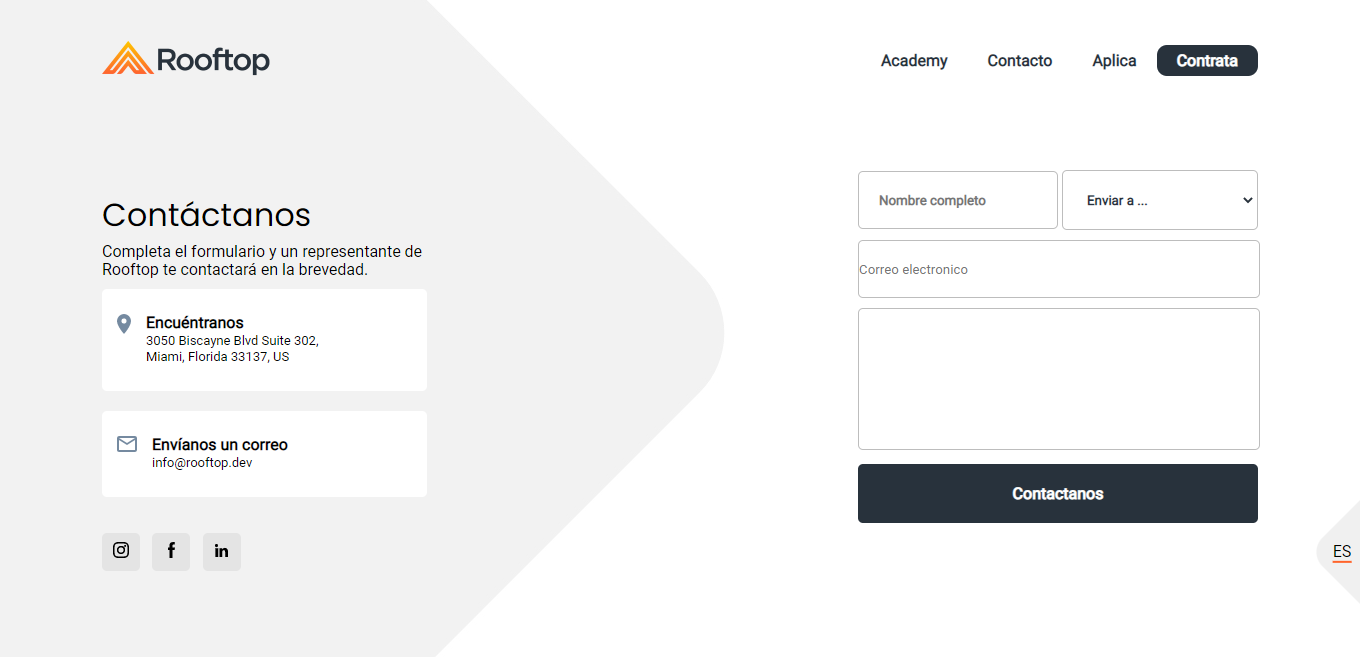 Rooftop
Academy
Contacto
Aplica
Contrata
Contáctanos
Completa el formulario y un representante de
Rooftop te contactará en la brevedad.
Encuéntranos
3050 Biscayne Blvd Suite 302,
Miami, Florida 33137, US
Envíanos un correo
info@rooftop.dev
f
in
Nombre completo
Enviar a ...
Correo electronico
Contactanos
ES